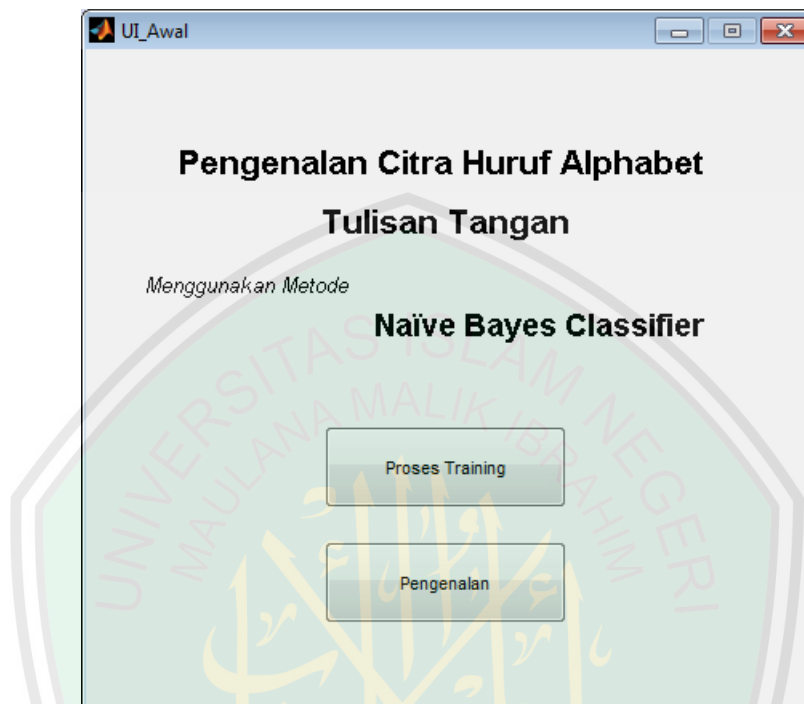 UI_Awal
Pengenalan Citra Huruf Alphabet
Tulisan Tangan
Menggunakan Metode
Naïve Bayes Classifier
UNIVERSITAS ISLAM NEGERI
MAULANA MALIK IBRAHIM
Proses Training
Pengenalan